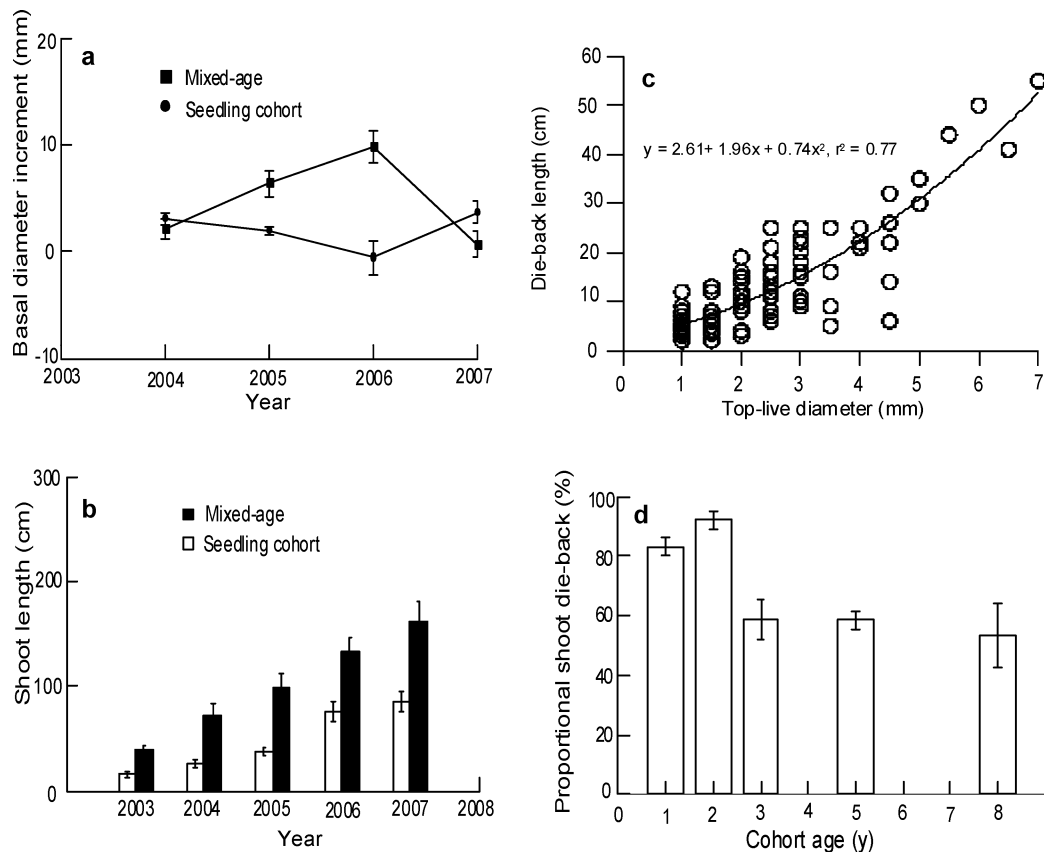 a
Mixed-age
Seedling cohort
Basal diameter increment (mm)
20
10
0
-10
2003 2004 2005 2006 2007
Year
c
y = 2.61+ 1.96x + 0.74x², r² = 0.77
Die-back length (cm)
60
50
40
30
20
10
0
0 1 2 3 4 5 6 7
Top-live diameter (mm)
b
Mixed-age
Seedling cohort
Shoot length (cm)
300
200
100
0
2003 2004 2005 2006 2007 2008
Year
d
Proportional shoot die-back (%)
100
80
60
40
20
0
0 1 2 3 4 5 6 7 8
Cohort age (y)